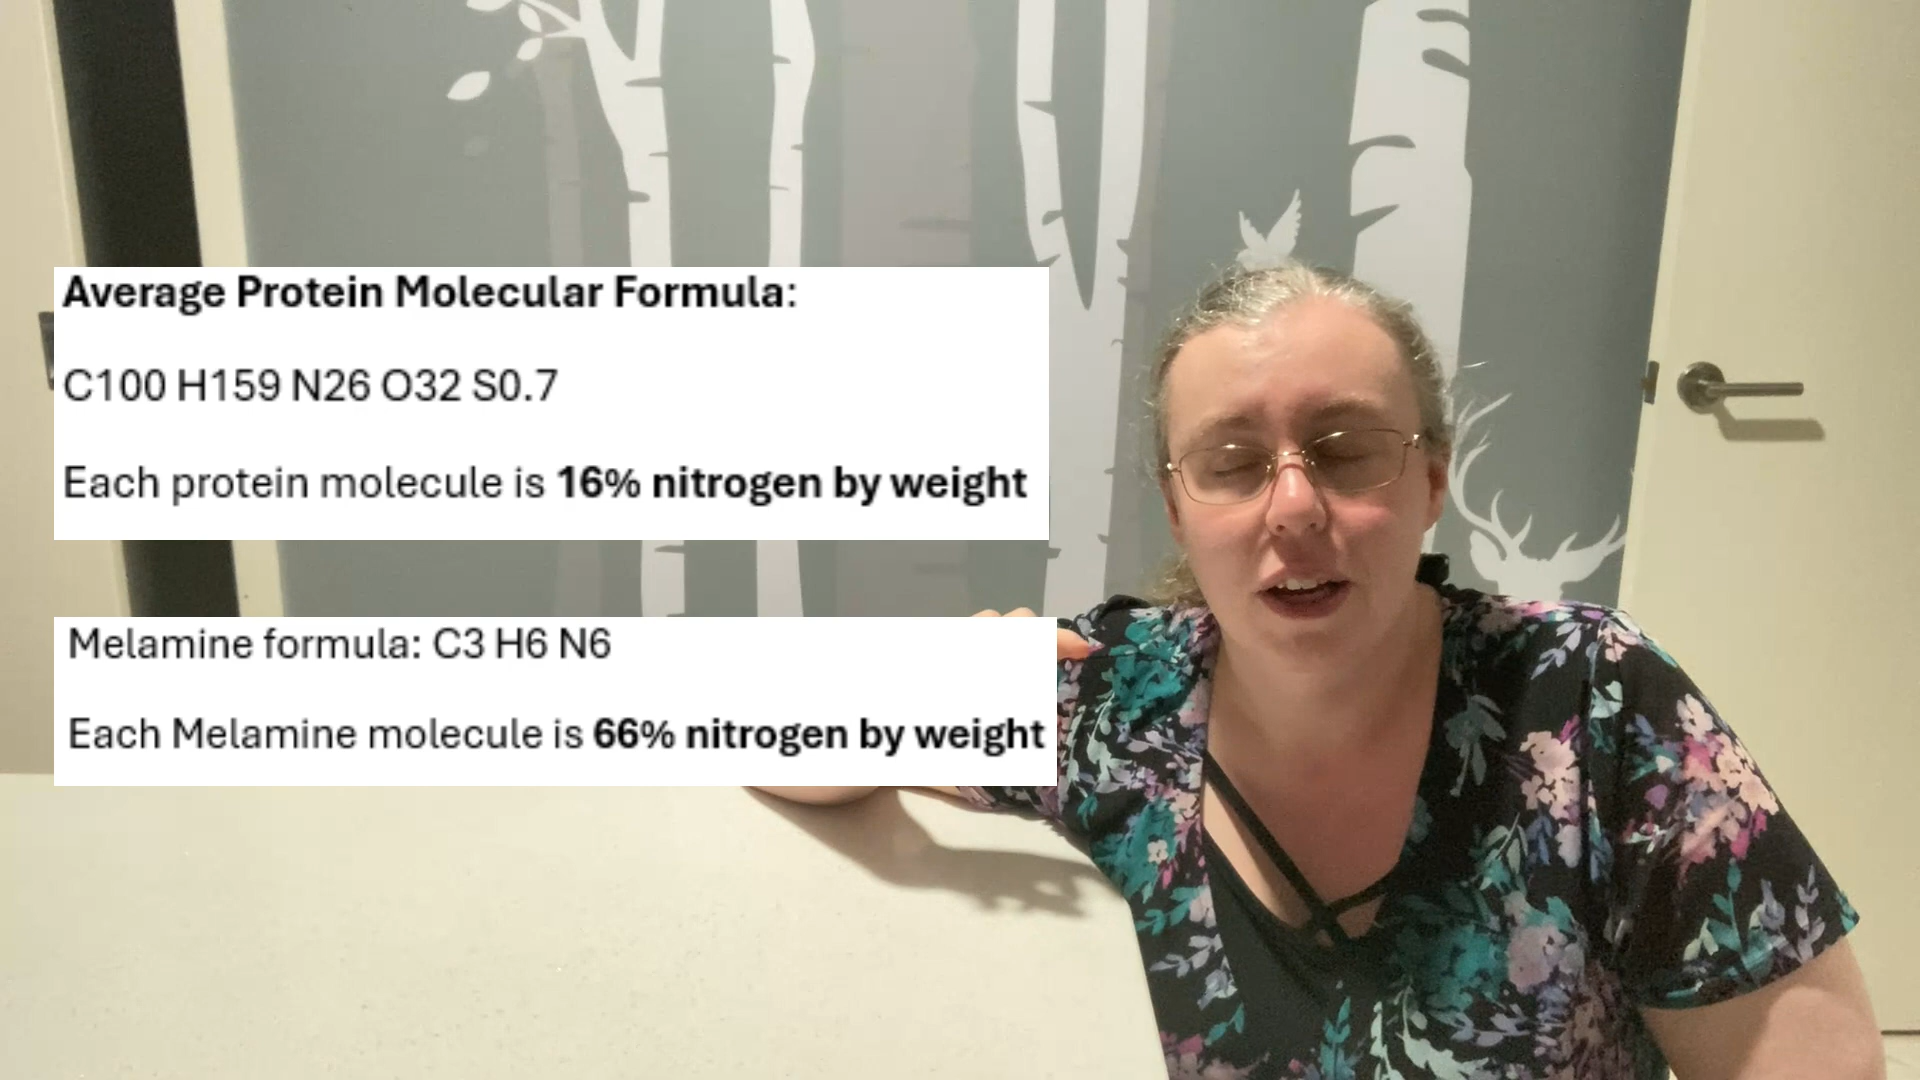 Average Protein Molecular Formula:
C100 H159 N26 O32 S0.7
Each protein molecule is 16% nitrogen by weight
Melamine formula: C3 H6 N6
Each Melamine molecule is 66% nitrogen by weight